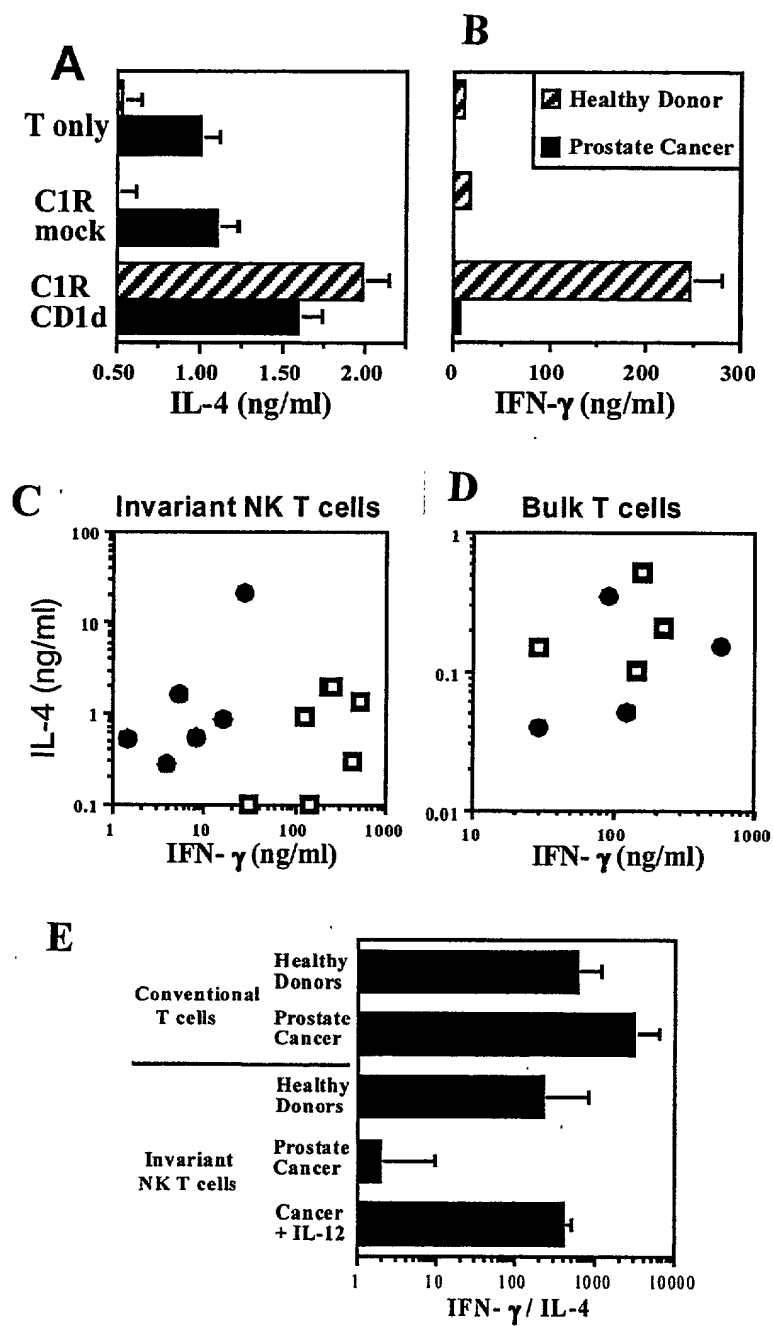 A
B
T only
C1R
mock
C1R
CD1d
0.50 1.00 1.50 2.00
IL-4 (ng/ml)
Healthy Donor
Prostate Cancer
0 100 200 300
IFN-γ (ng/ml)
C
Invariant NK T cells
100
10
1
0.1
IL-4 (ng/ml)
1 10 100 1000
IFN- γ (ng/ml)
D
Bulk T cells
1
0.1
0.01
10 100 1000
IFN- γ (ng/ml)
E
Conventional
T cells
Healthy
Donors
Prostate
Cancer
Invariant
NK T cells
Healthy
Donors
Prostate
Cancer
Cancer
+ IL-12
1 10 100 1000 10000
IFN- γ / IL-4